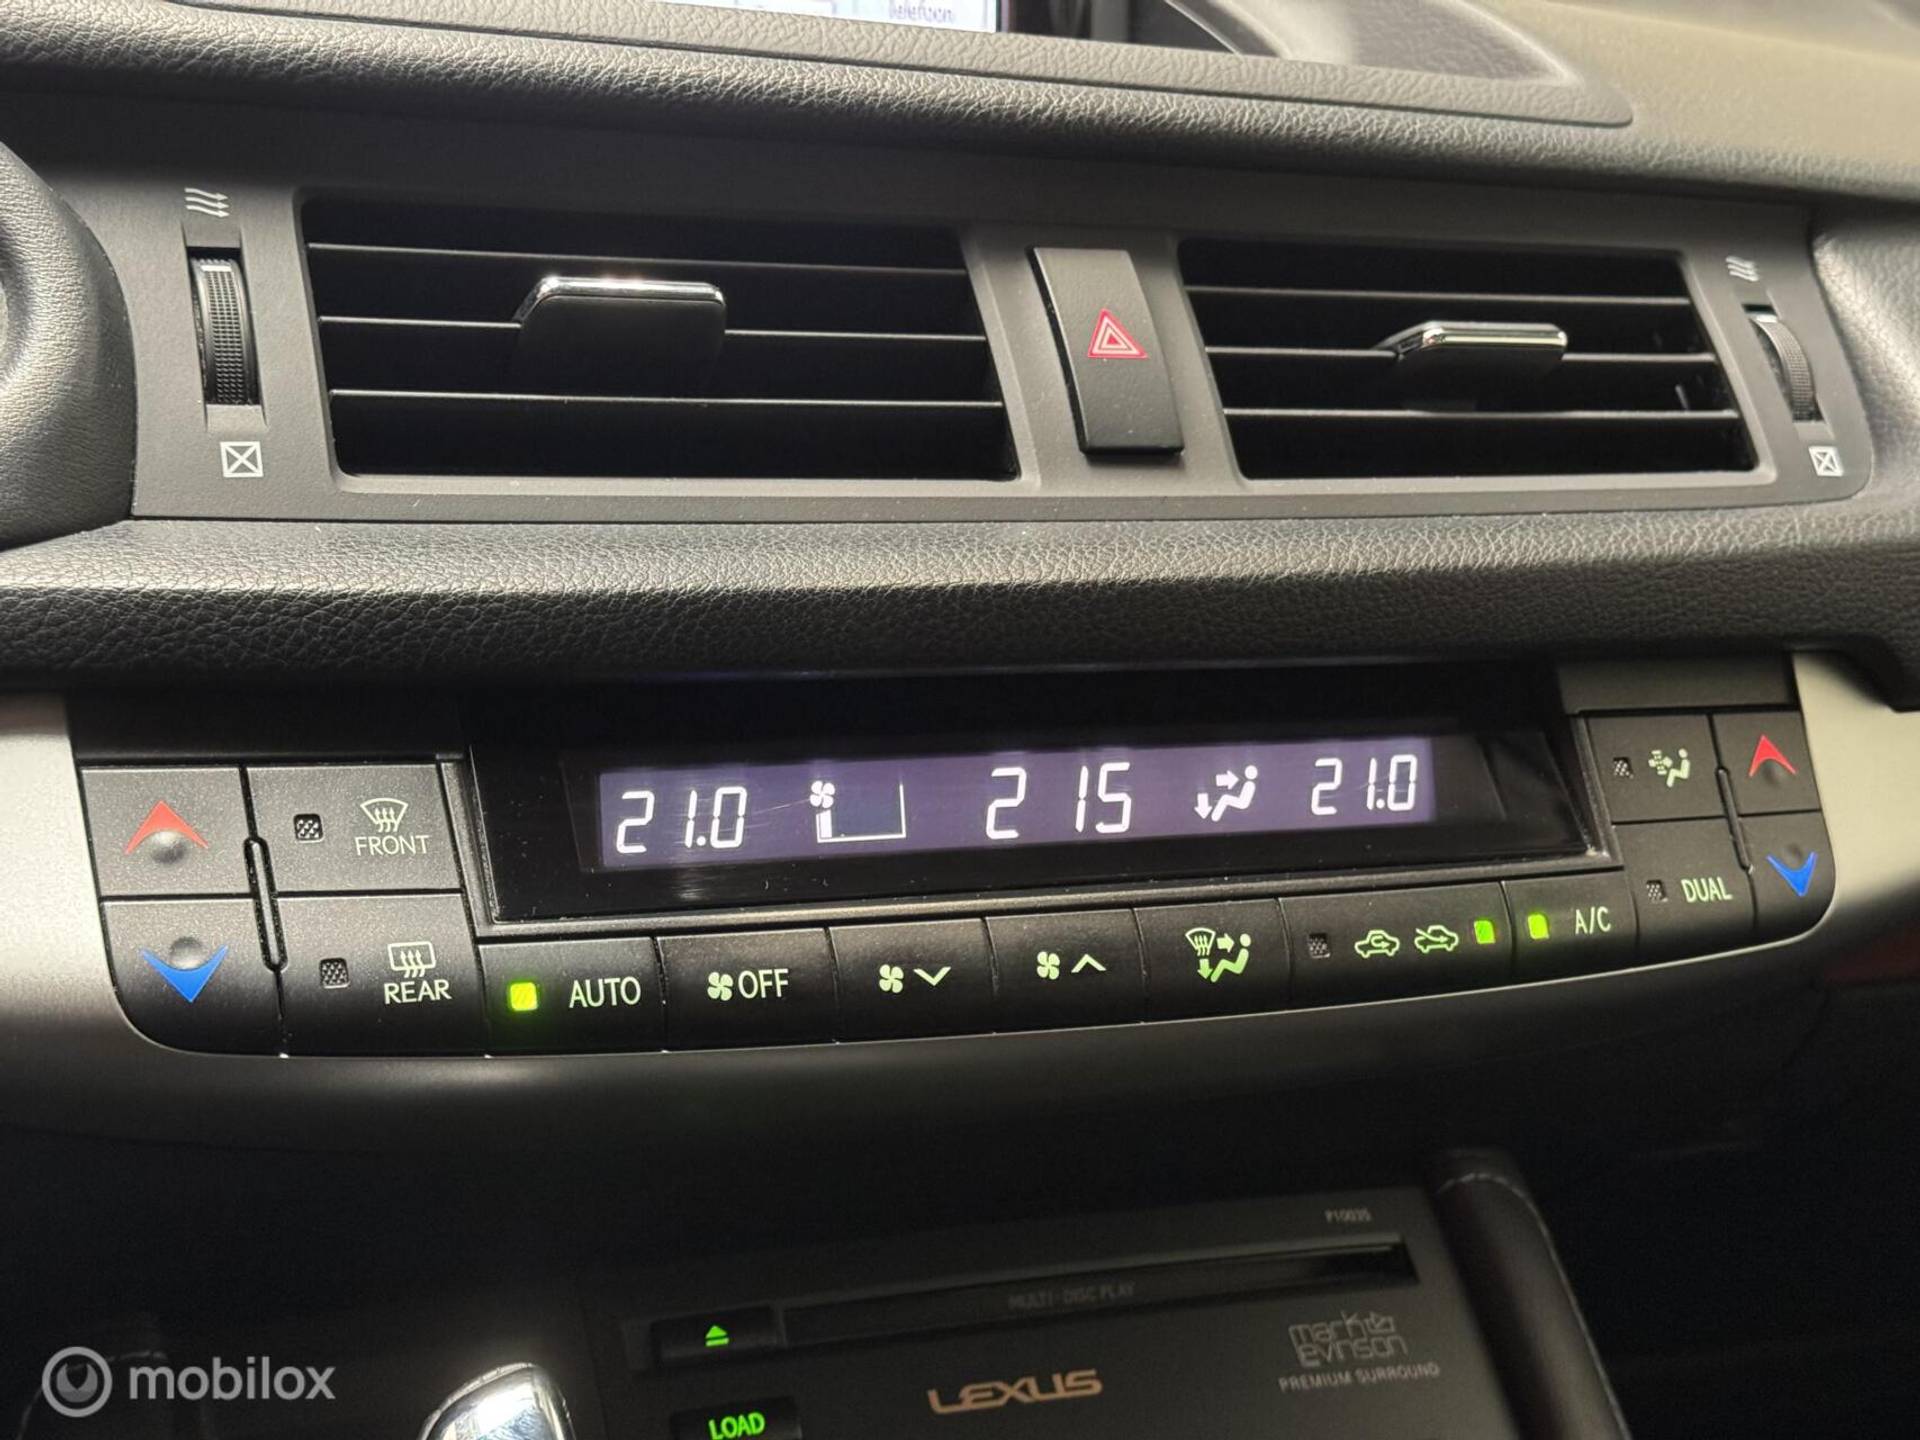 21.0 215 21.0
FRONT
DUAL
REAR
AUTO OFF A/C
P10035
MULTI-DISC PLAY
mark
Levinson
PREMIUM SURROUND
LEXUS
LOAD
mobilox